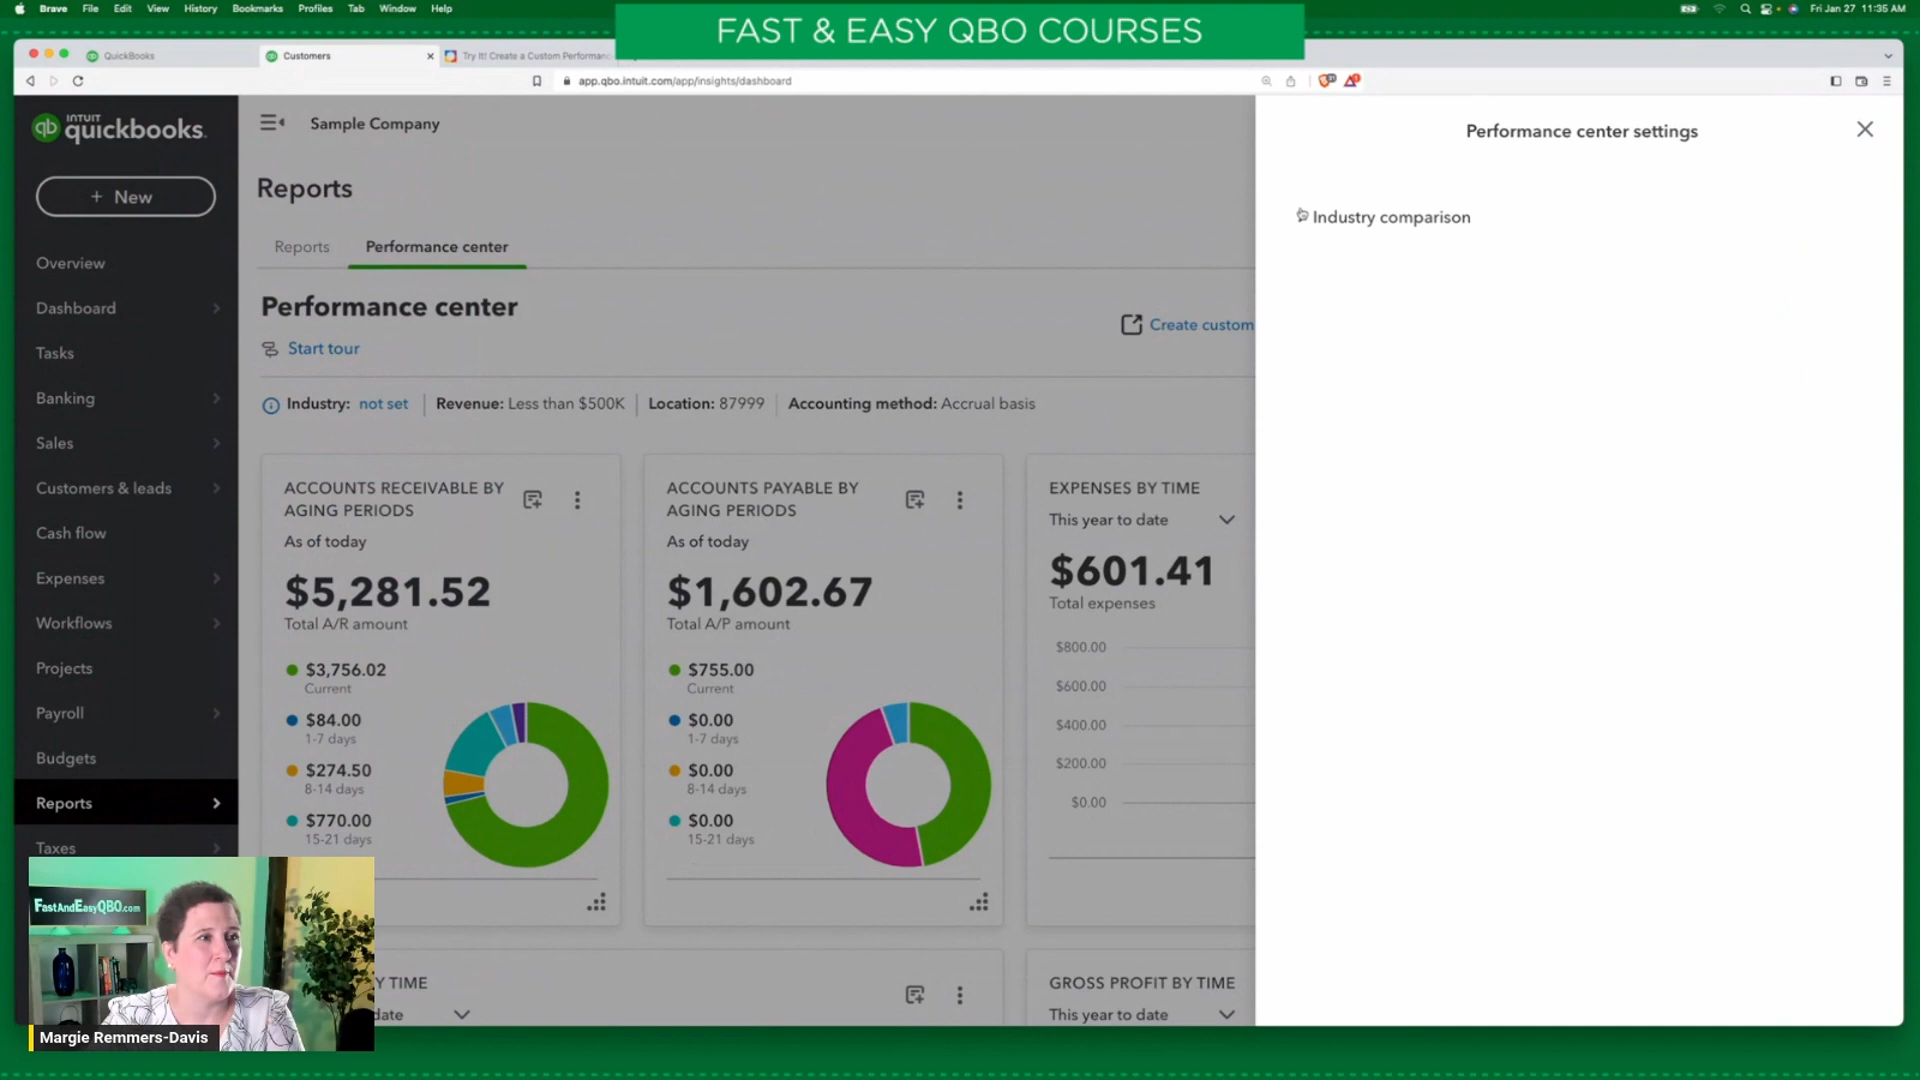 Brave File Edit View History Bookmarks Profiles Tab Window Help
Fri Jan 27 11:35 AM
FAST & EASY QBO COURSES
QuickBooks
Customers
Try It! Create a Custom Performanc
app.qbo.intuit.com/app/insights/dashboard
INTUIT
quickbooks.
+ New
Overview
Dashboard
Tasks
Banking
Sales
Customers & leads
Cash flow
Expenses
Workflows
Projects
Payroll
Budgets
Reports
Taxes
Sample Company
Reports
Reports
Performance center
Performance center
Start tour
Create custom
Industry: not set
Revenue: Less than $500K
Location: 87999
Accounting method: Accrual basis
ACCOUNTS RECEIVABLE BY
AGING PERIODS
As of today
$5,281.52
Total A/R amount
$3,756.02
Current
$84.00
1-7 days
$274.50
8-14 days
$770.00
15-21 days
ACCOUNTS PAYABLE BY
AGING PERIODS
As of today
$1,602.67
Total A/P amount
$755.00
Current
$0.00
1-7 days
$0.00
8-14 days
$0.00
15-21 days
EXPENSES BY TIME
This year to date
$601.41
Total expenses
$800.00
$600.00
$400.00
$200.00
$0.00
Y TIME
date
GROSS PROFIT BY TIME
This year to date
Performance center settings
Industry comparison
FastAndEasyQBO.com
Margie Remmers-Davis